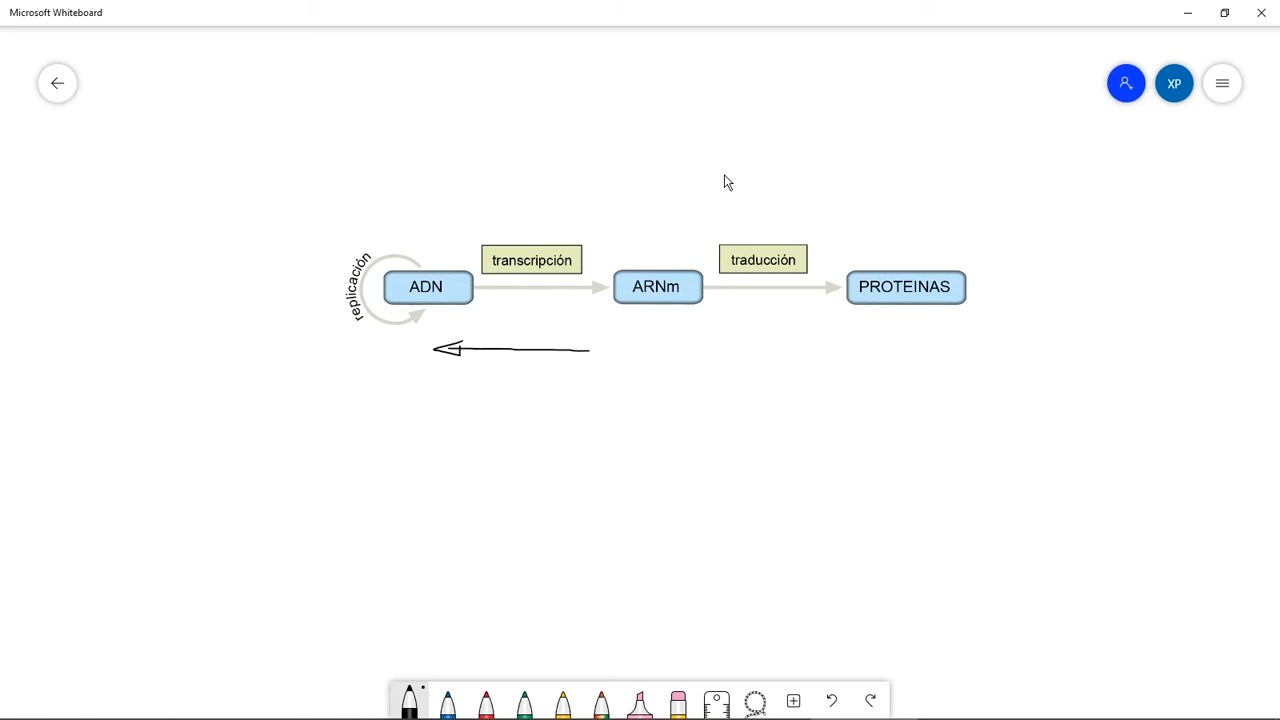 Microsoft Whiteboard
XP
replicación
transcripción
traducción
ADN
ARNm
PROTEINAS